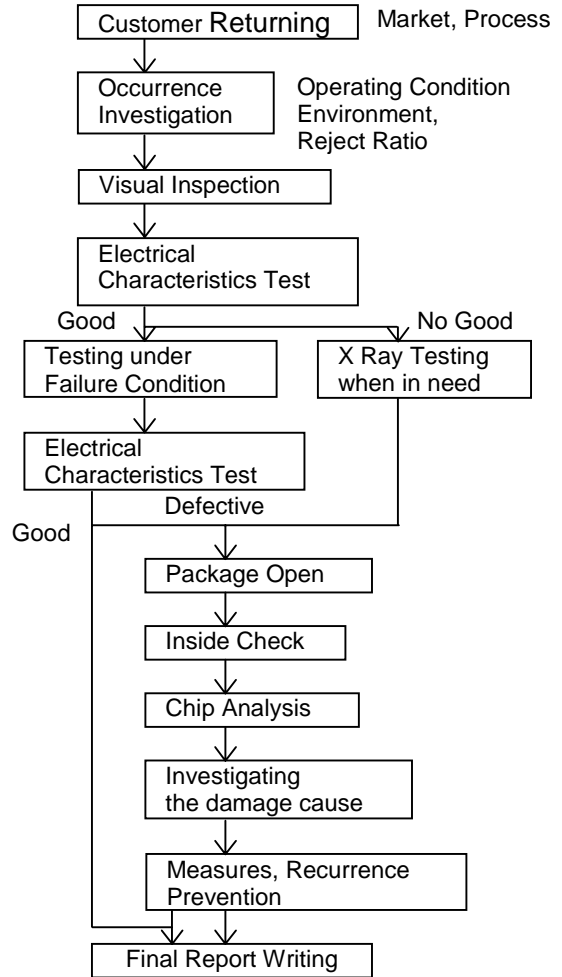 Customer Returning
Market, Process
Occurrence
Investigation
Operating Condition
Environment,
Reject Ratio
Visual Inspection
Electrical
Characteristics Test
Good
No Good
Testing under
Failure Condition
X Ray Testing
when in need
Electrical
Characteristics Test
Defective
Good
Package Open
Inside Check
Chip Analysis
Investigating
the damage cause
Measures, Recurrence
Prevention
Final Report Writing